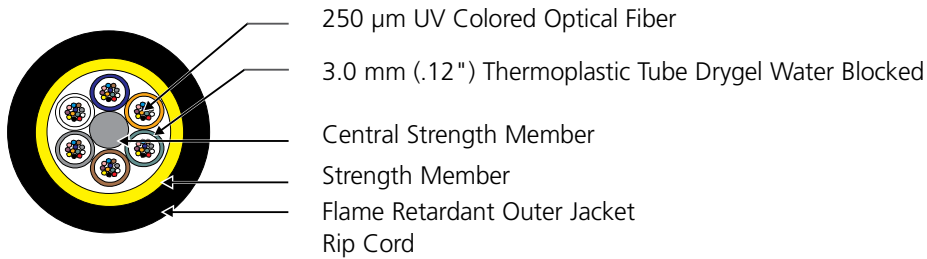 250 µm UV Colored Optical Fiber
3.0 mm (.12") Thermoplastic Tube Drygel Water Blocked
Central Strength Member
Strength Member
Flame Retardant Outer Jacket
Rip Cord